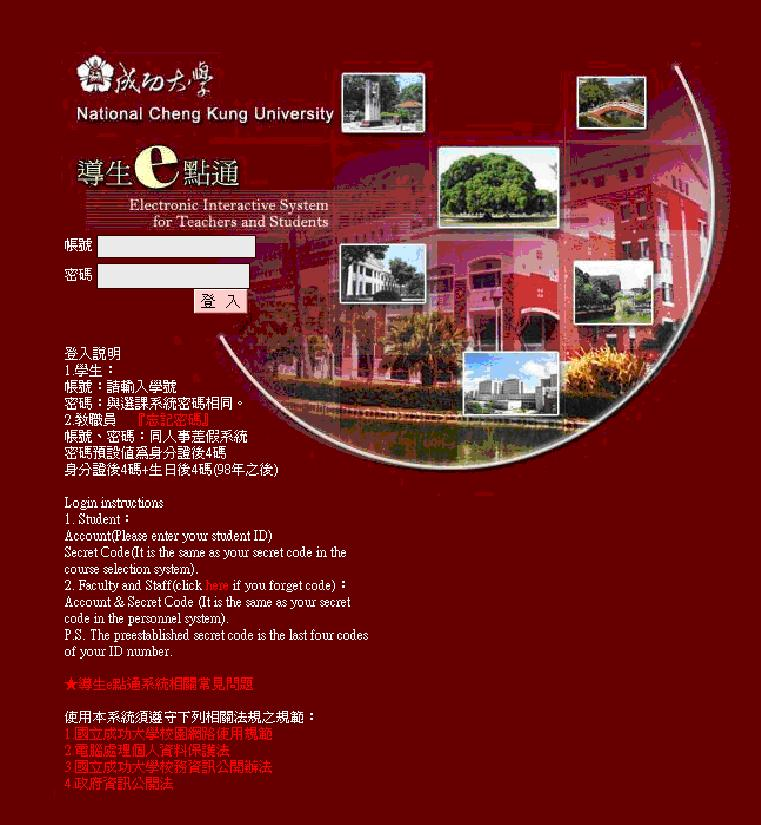 成功大學
National Cheng Kung University
導生e點通
Electronic Interactive System
for Teachers and Students
帳號
密碼
登 入
登入說明
1.學生：
帳號：請輸入學號
密碼：與選課系統密碼相同。
2.教職員 『忘記密碼』
帳號、密碼：同人事差假系統
密碼預設值為身分證後4碼
身分證後4碼+生日後4碼(98年之後)
Login instructions
1. Student：
Account(Please enter your student ID)
Secret Code(It is the same as your secret code in the
course selection system).
2. Faculty and Staff(click here if you forget code)：
Account & Secret Code (It is the same as your secret
code in the personnel system).
P.S. The preestablished secret code is the last four codes
of your ID number.
★導生e點通系統相關常見問題
使用本系統須遵守下列相關法規之規範：
1.國立成功大學校園網路使用規範
2.電腦處理個人資料保護法
3.國立成功大學校務資訊公開辦法
4.政府資訊公開法